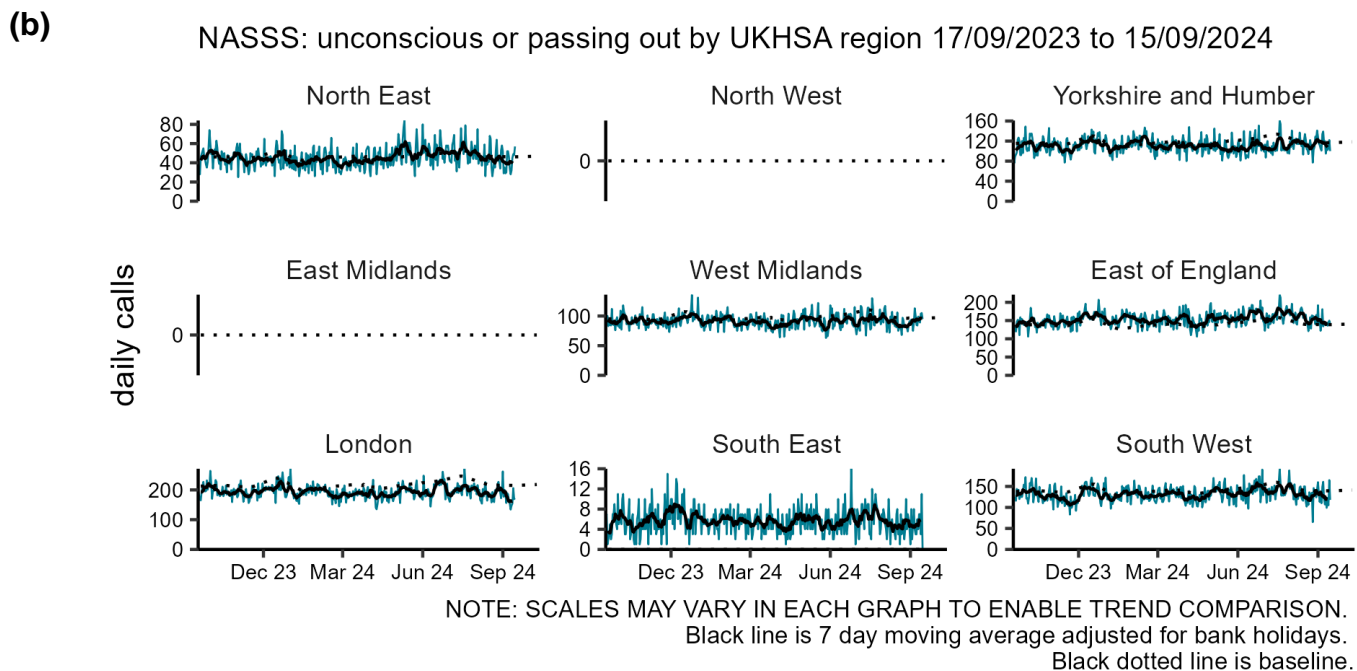 (b)
NASSS: unconscious or passing out by UKHSA region 17/09/2023 to 15/09/2024
North East
North West
Yorkshire and Humber
80
60
40
20
0
0
160
120
80
40
0
daily calls
East Midlands
West Midlands
East of England
0
100
50
0
200
150
100
50
0
London
South East
South West
200
100
0
16
12
8
4
0
150
100
50
0
Dec 23 Mar 24 Jun 24 Sep 24
Dec 23 Mar 24 Jun 24 Sep 24
Dec 23 Mar 24 Jun 24 Sep 24
NOTE: SCALES MAY VARY IN EACH GRAPH TO ENABLE TREND COMPARISON.
Black line is 7 day moving average adjusted for bank holidays.
Black dotted line is baseline.